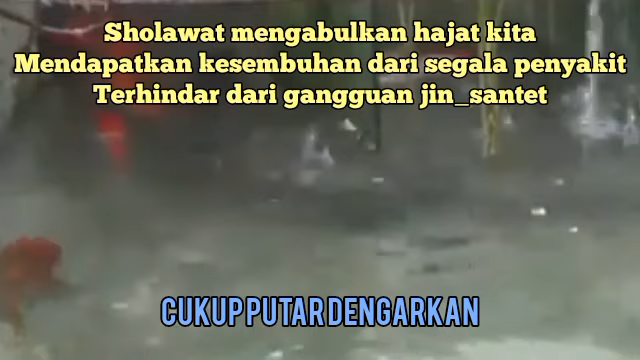 Sholawat mengabulkan hajat kita
Mendapatkan kesembuhan dari segala penyakit
Terhindar dari gangguan jin_santet
CUKUP PUTAR DENGARKAN